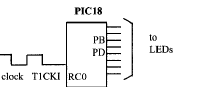 PIC18
PB
PD
to
LEDs
clock T1CKI RC0